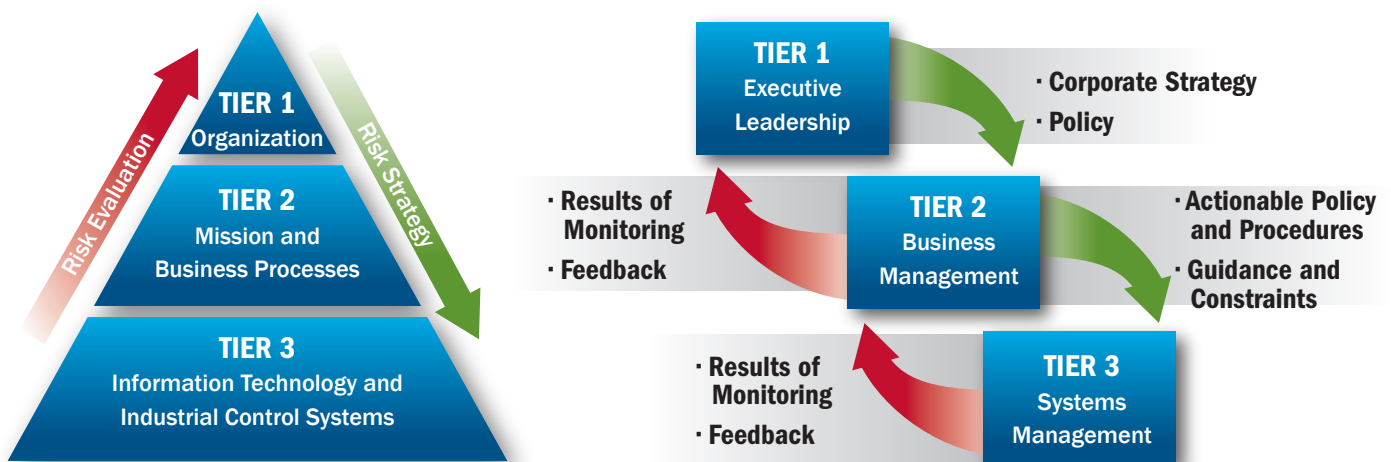 TIER 1
Organization
TIER 2
Mission and
Business Processes
TIER 3
Information Technology and
Industrial Control Systems
Risk Evaluation
Risk Strategy
TIER 1
Executive
Leadership
· Corporate Strategy
· Policy
· Results of
Monitoring
· Feedback
TIER 2
Business
Management
· Actionable Policy
and Procedures
· Guidance and
Constraints
· Results of
Monitoring
· Feedback
TIER 3
Systems
Management